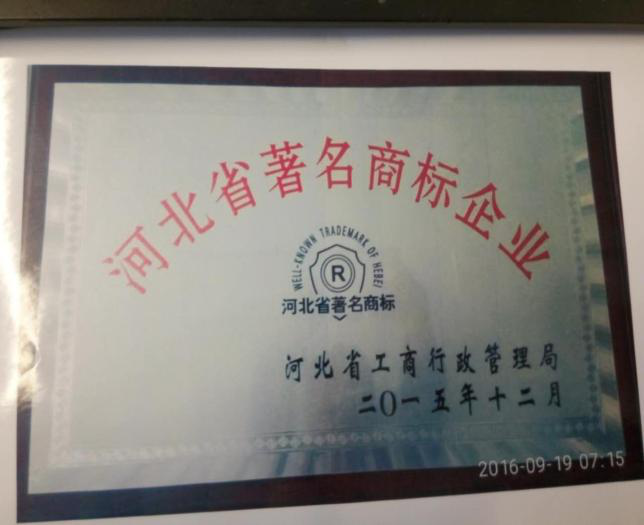 河北省著名商标企业
WELL-KNOWN TRADEMARK OF HEBEI
R
河北省著名商标
河北省工商行政管理局
二〇一五年十二月
2016-09-19 07:15